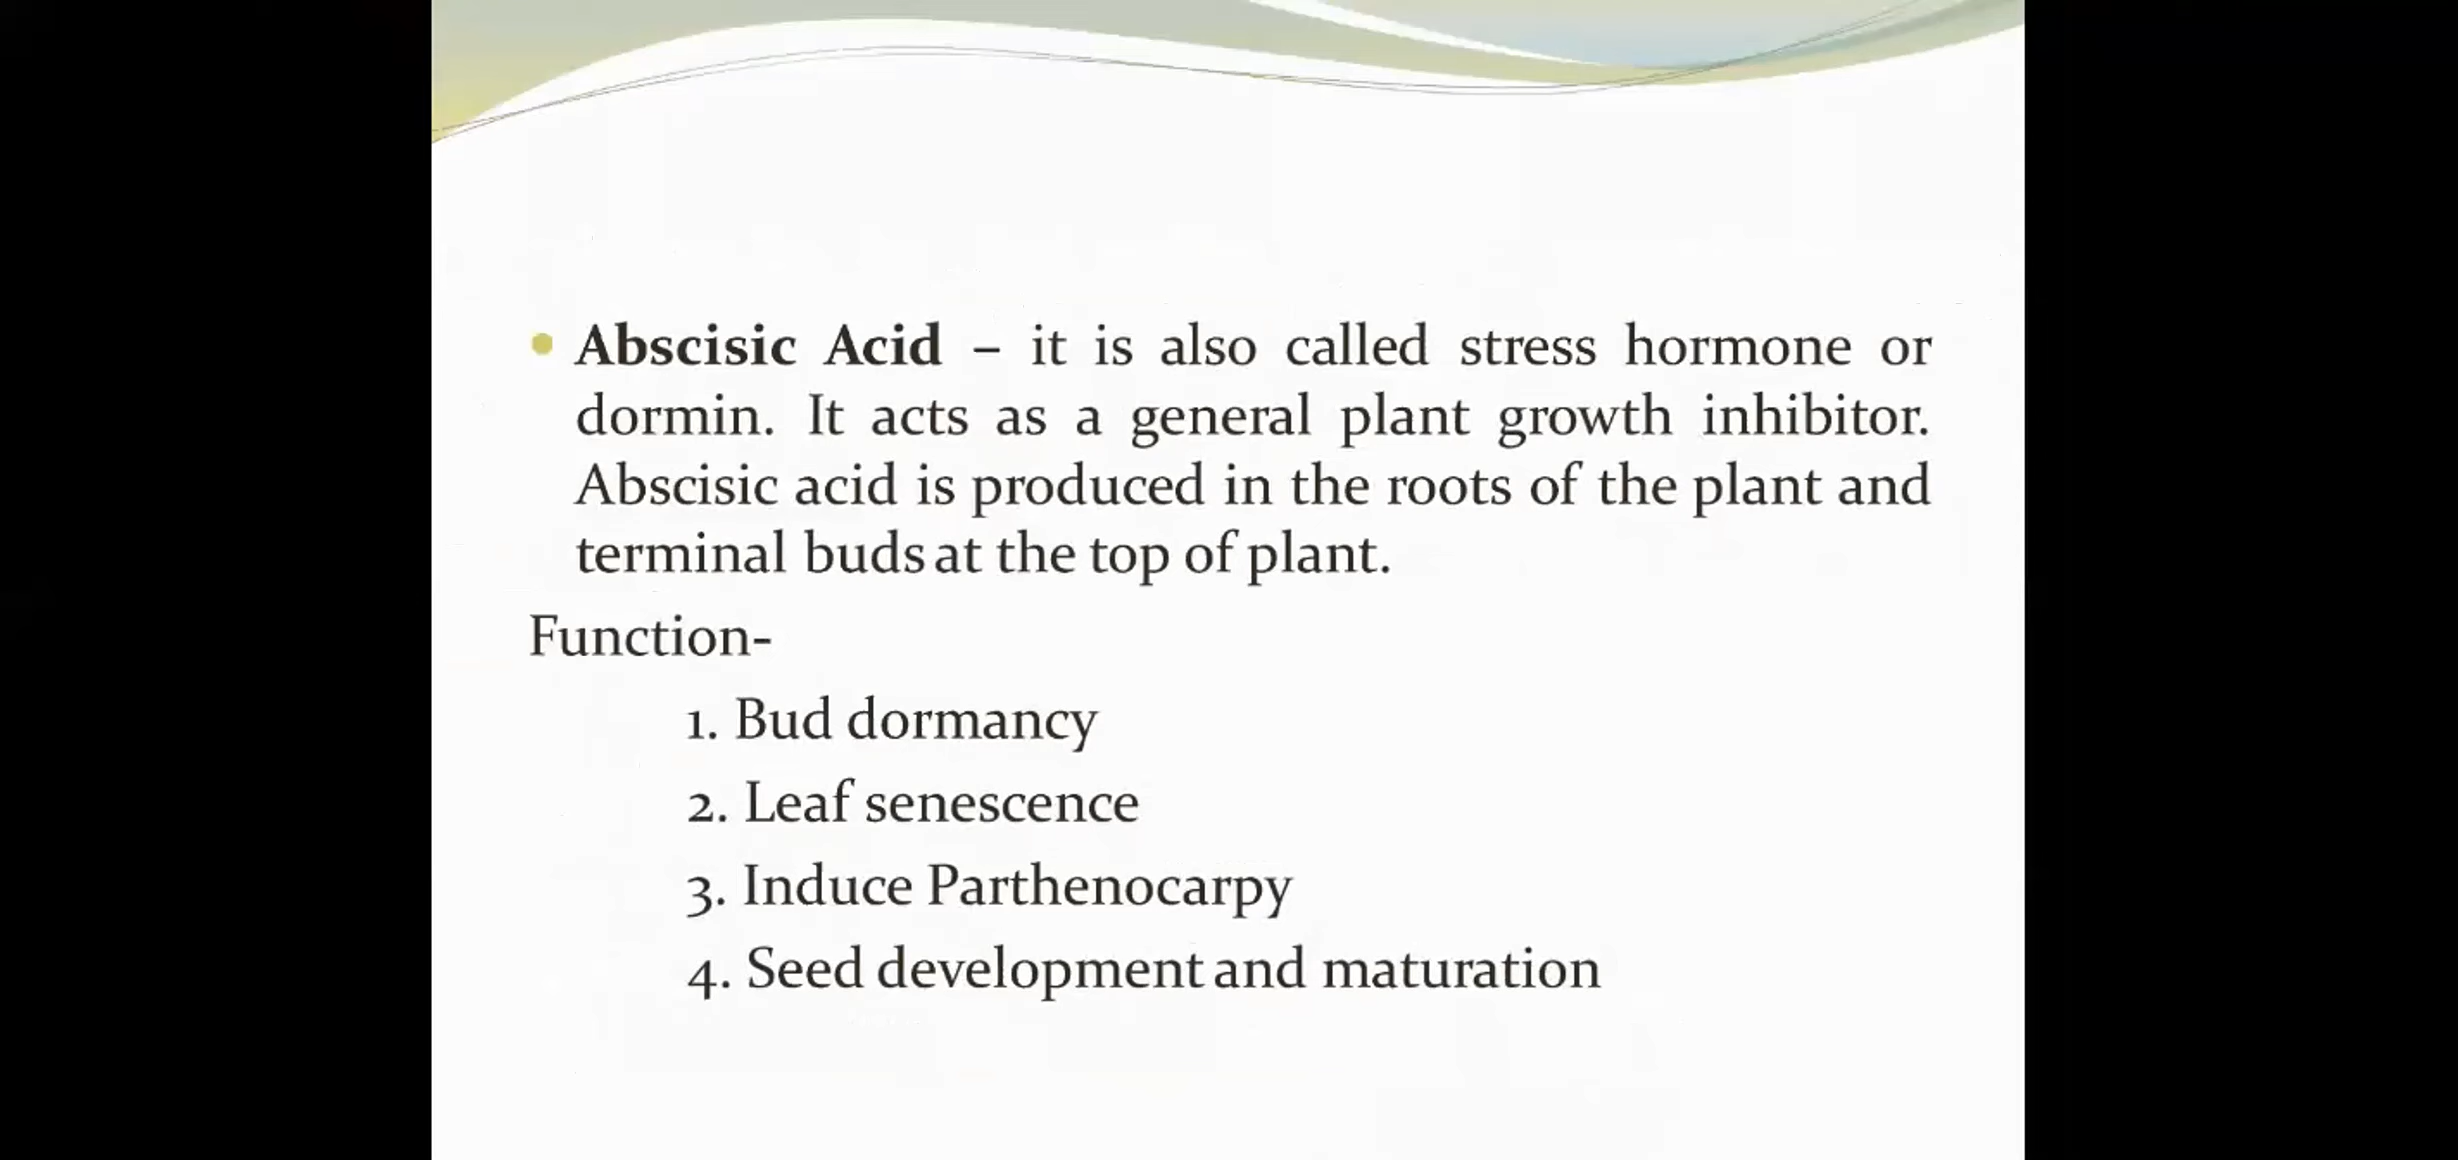 Abscisic Acid – it is also called stress hormone or
dormin. It acts as a general plant growth inhibitor.
Abscisic acid is produced in the roots of the plant and
terminal buds at the top of plant.
Function-
1. Bud dormancy
2. Leaf senescence
3. Induce Parthenocarpy
4. Seed development and maturation